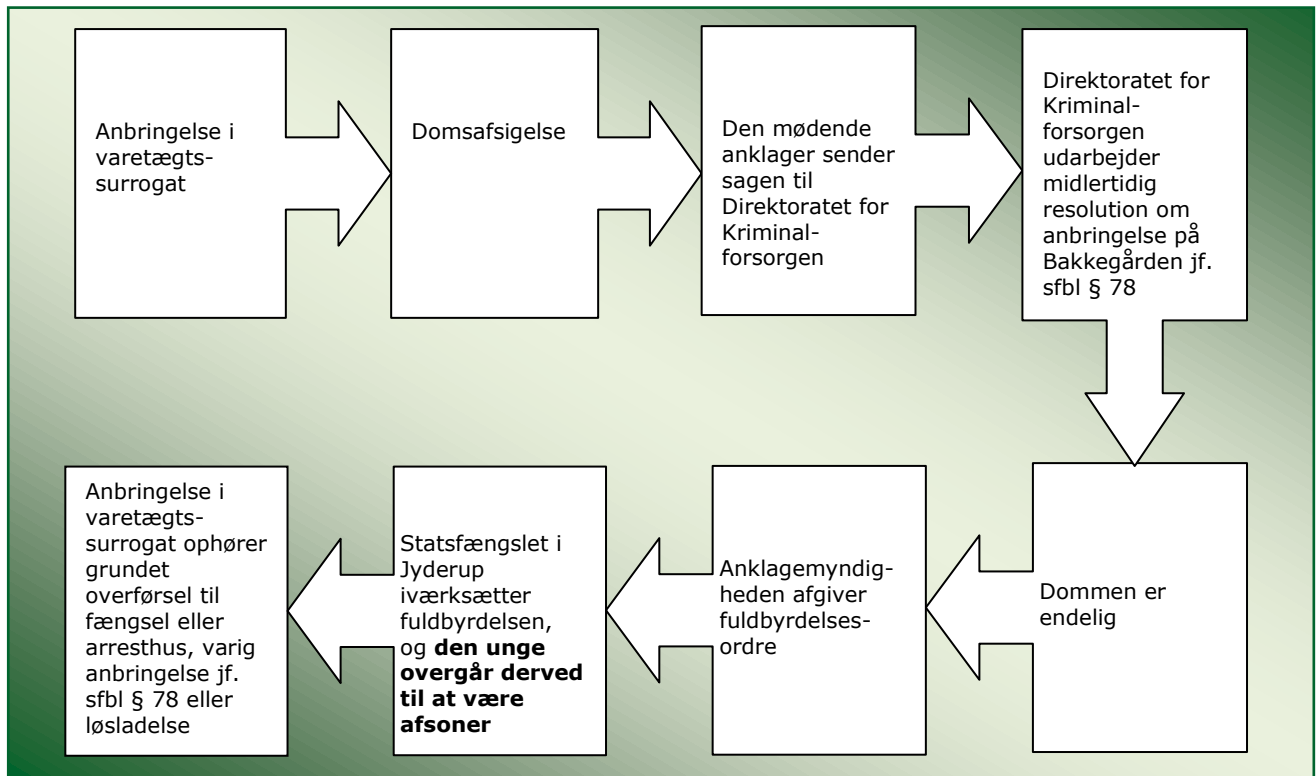 Anbringelse i
varetægts-
surrogat
Domsafsigelse
Den mødende
anklager sender
sagen til
Direktoratet for
Kriminal-
forsorgen
Direktoratet for
Kriminal-
forsorgen
udarbejder
midlertidig
resolution om
anbringelse på
Bakkegården jf.
sfbl § 78
Dommen er
endelig
Anklagemyndig-
heden afgiver
fuldbyrdelses-
ordre
Statsfængslet i
Jyderup
iværksætter
fuldbyrdelsen,
og den unge
overgår derved
til at være
afsoner
Anbringelse i
varetægts-
surrogat ophører
grundet
overførsel til
fængsel eller
arresthus, varig
anbringelse jf.
sfbl § 78 eller
løsladelse